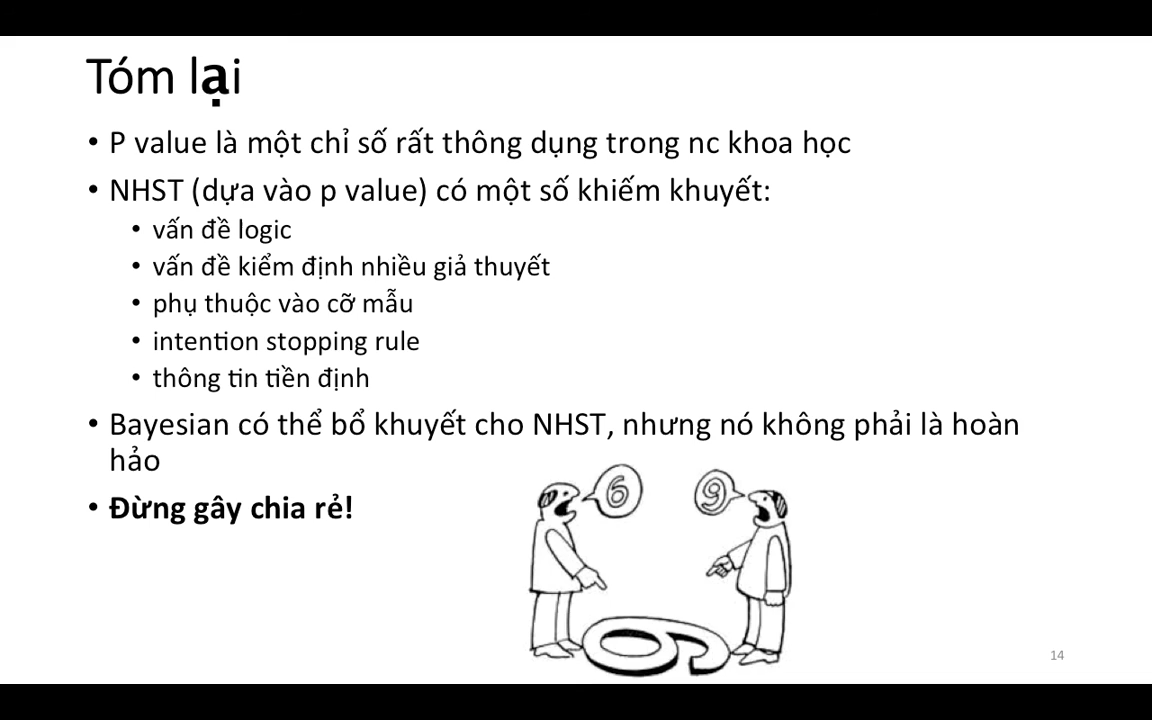 Tóm lại
• P value là một chỉ số rất thông dụng trong nc khoa học
• NHST (dựa vào p value) có một số khiếm khuyết:
• vấn đề logic
• vấn đề kiểm định nhiều giả thuyết
• phụ thuộc vào cỡ mẫu
• intention stopping rule
• thông tin tiền định
• Bayesian có thể bổ khuyết cho NHST, nhưng nó không phải là hoàn
hảo
• Đừng gây chia rẽ!
6
9
6
14